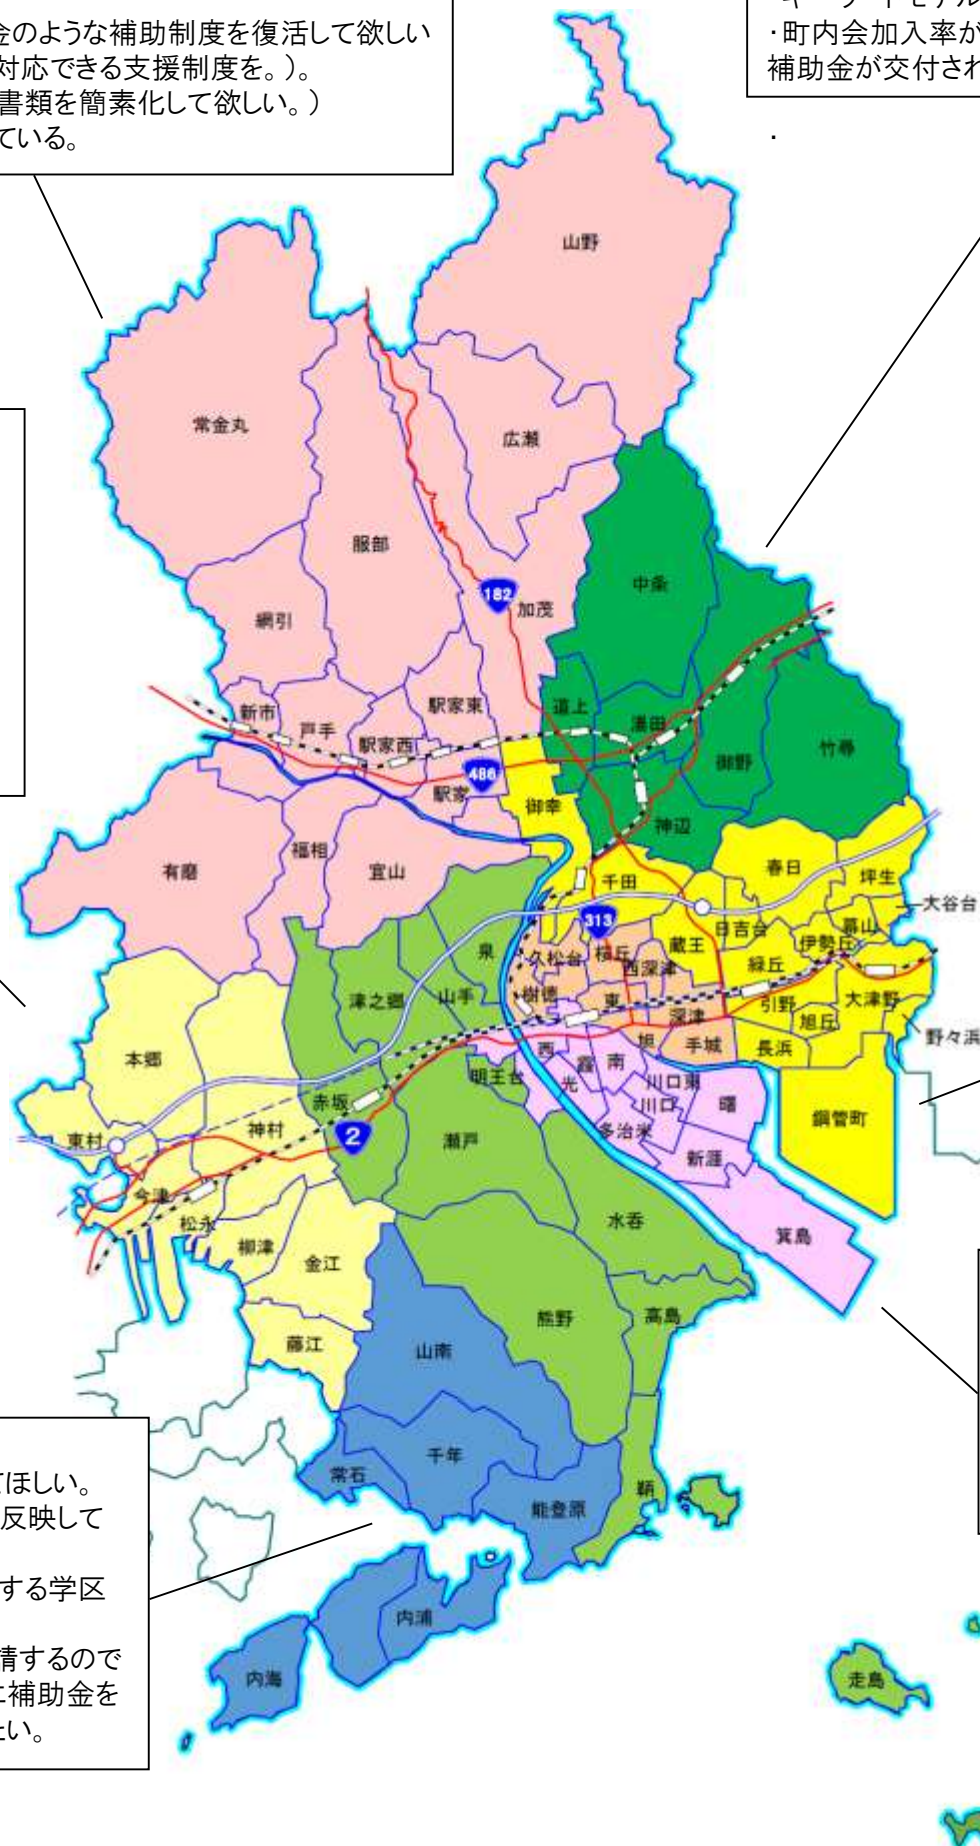 金のような補助制度を復活して欲しい
対応できる支援制度を。)。
書類を簡素化して欲しい。)
ている。
・町内会加入率が
補助金が交付され
・
山野
常金丸
広瀬
服部
中条
182
加茂
網引
駅家東
新市
戸手
道上
湯田
駅家西
竹尋
御野
486
駅家
御幸
神辺
福相
有磨
宜山
春日
千田
坪生
大谷台
313
日吉台
幕山
蔵王
伊勢丘
泉
久松台
桜丘
西深津
緑丘
津之郷
山手
樹徳
東
引野
大津野
深津
旭丘
野々浜
本郷
西
霞
南
旭
手城
長浜
明王台
光
川口東
赤坂
川口
曙
鋼管町
東村
神村
2
瀬戸
多治米
新涯
今津
松永
水呑
箕島
柳津
金江
熊野
高島
藤江
山南
千年
常石
能登原
鞆
てほしい。
反映して
する学区
請するので
に補助金を
たい。
内浦
内海
走島